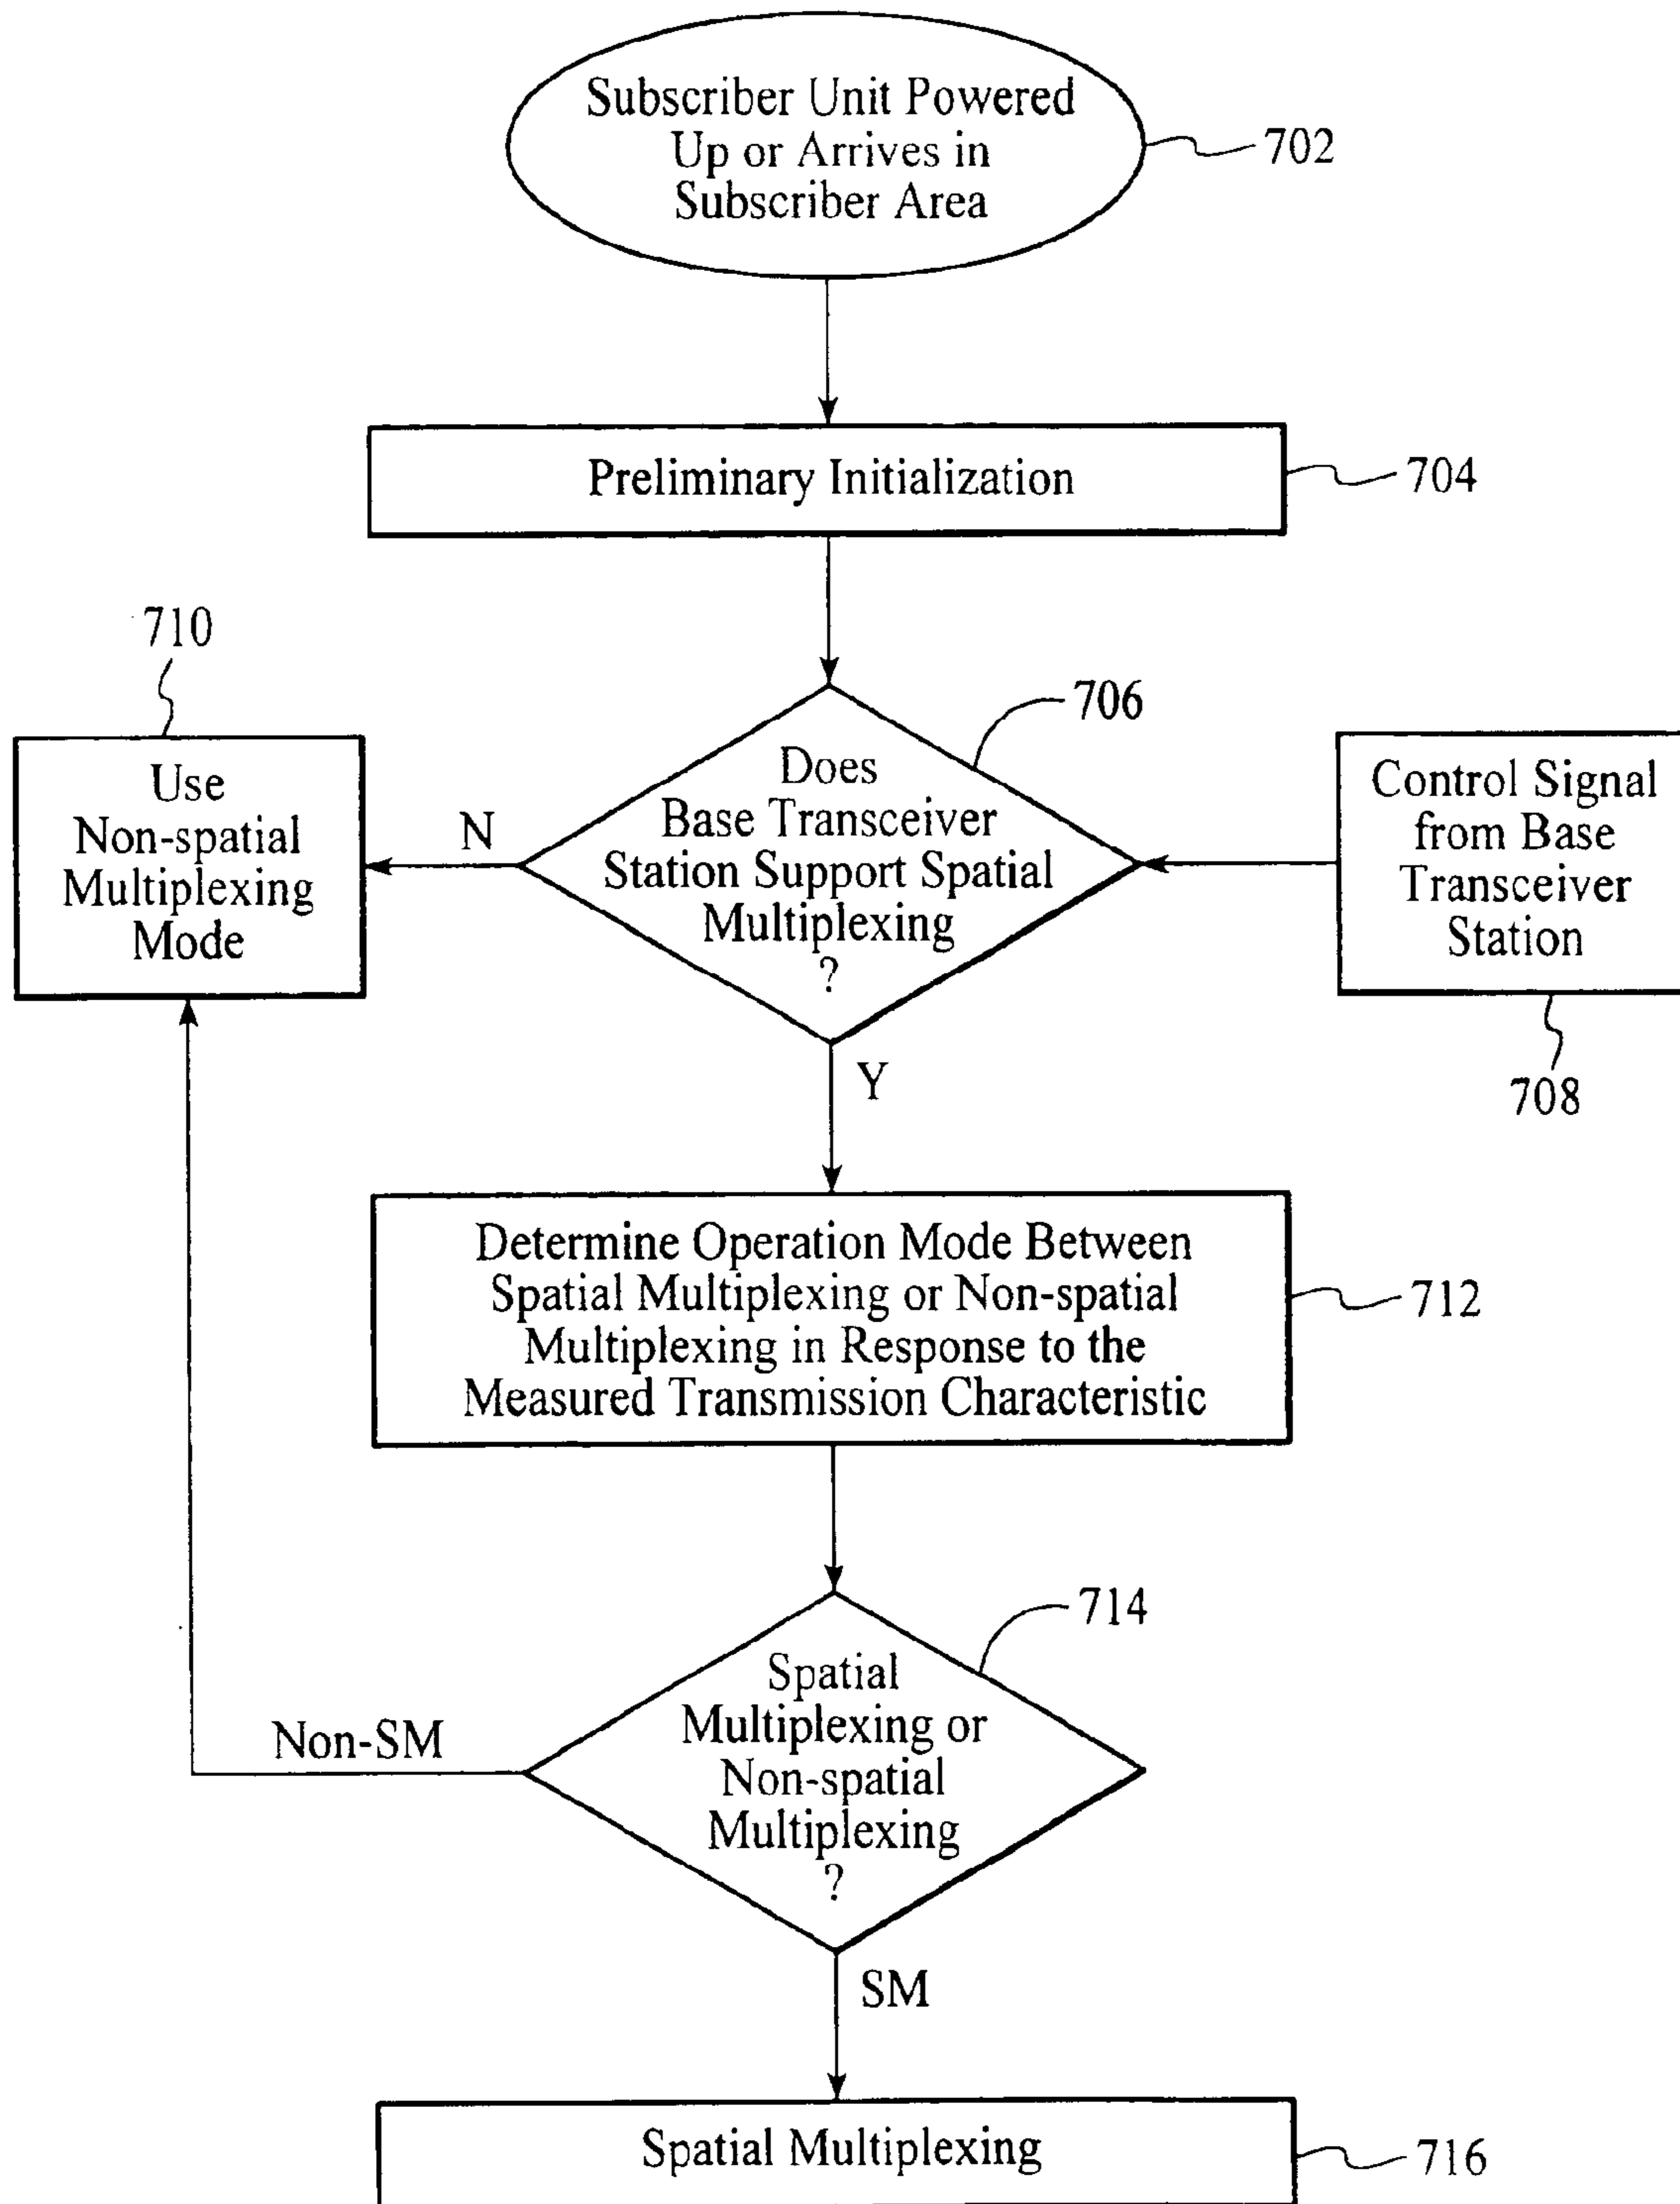 Subscriber Unit Powered
Up or Arrives in
Subscriber Area
702
Preliminary Initialization
704
710
Use
Non-spatial
Multiplexing
Mode
N
706
Does
Base Transceiver
Station Support Spatial
Multiplexing
?
Control Signal
from Base
Transceiver
Station
708
Y
Determine Operation Mode Between
Spatial Multiplexing or Non-spatial
Multiplexing in Response to the
Measured Transmission Characteristic
712
714
Spatial
Multiplexing or
Non-spatial
Multiplexing
?
Non-SM
SM
Spatial Multiplexing
716